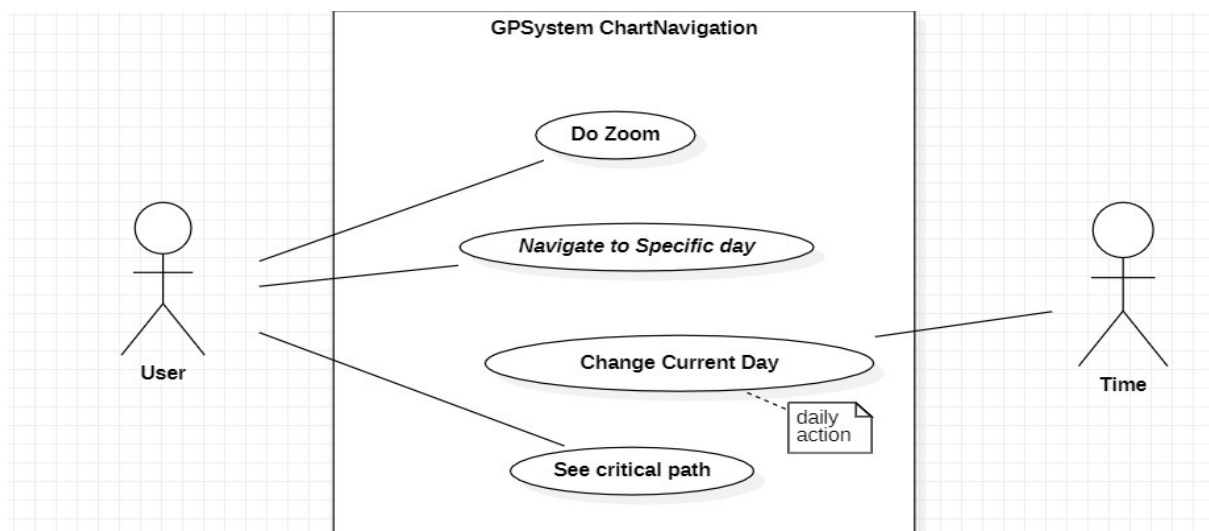 GPSystem ChartNavigation
Do Zoom
Navigate to Specific day
Change Current Day
daily
action
See critical path
User
Time